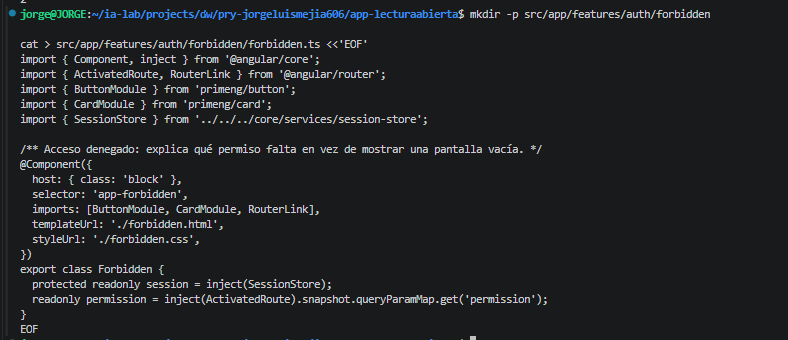 jorge@JORGE:~/ia-lab/projects/dw/pry-jorgeluismejia606/app-lecturaabierta$ mkdir -p src/app/features/auth/forbidden

cat > src/app/features/auth/forbidden/forbidden.ts <<'EOF'
import { Component, inject } from '@angular/core';
import { ActivatedRoute, RouterLink } from '@angular/router';
import { ButtonModule } from 'primeng/button';
import { CardModule } from 'primeng/card';
import { SessionStore } from '../../../core/services/session-store';

/** Acceso denegado: explica qué permiso falta en vez de mostrar una pantalla vacía. */
@Component({
  host: { class: 'block' },
  selector: 'app-forbidden',
  imports: [ButtonModule, CardModule, RouterLink],
  templateUrl: './forbidden.html',
  styleUrl: './forbidden.css',
})
export class Forbidden {
  protected readonly session = inject(SessionStore);
  readonly permission = inject(ActivatedRoute).snapshot.queryParamMap.get('permission');
}
EOF